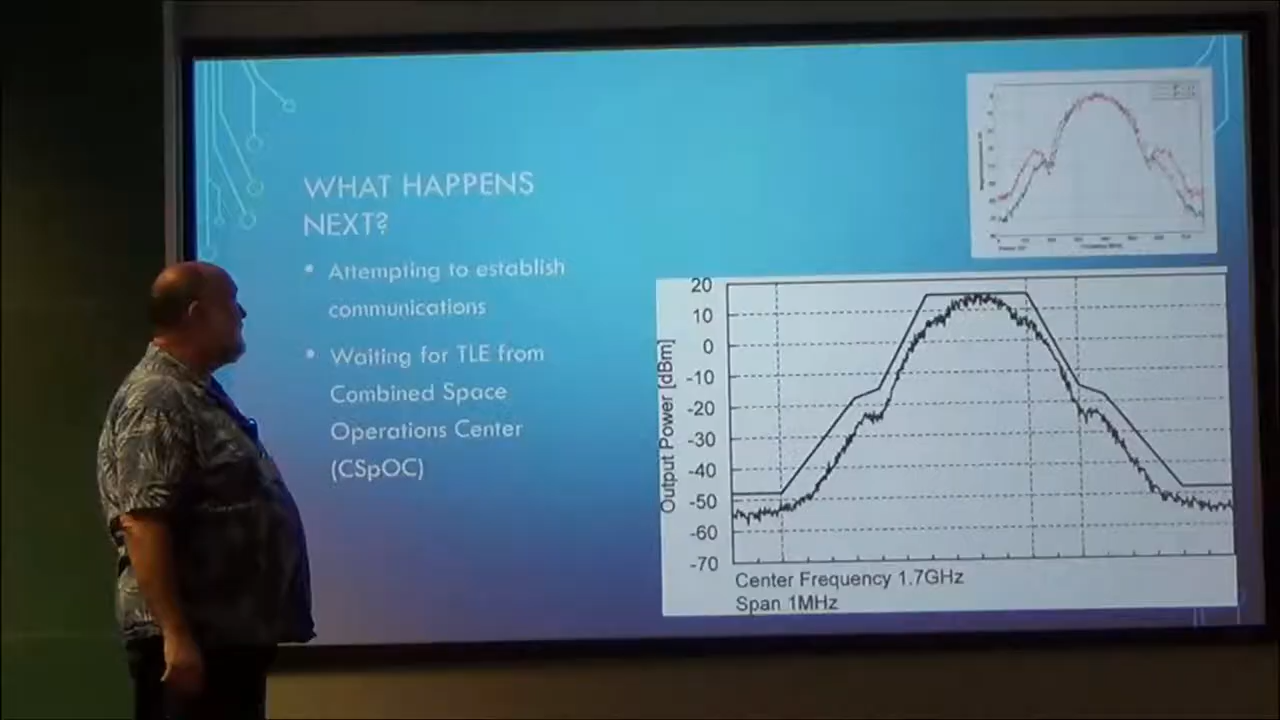 WHAT HAPPENS
NEXT?
• Attempting to establish
communications
• Waiting for TLE from
Combined Space
Operations Center
(CSpOC)
Output Power [dBm]
20
10
0
-10
-20
-30
-40
-50
-60
-70
Center Frequency 1.7GHz
Span 1MHz